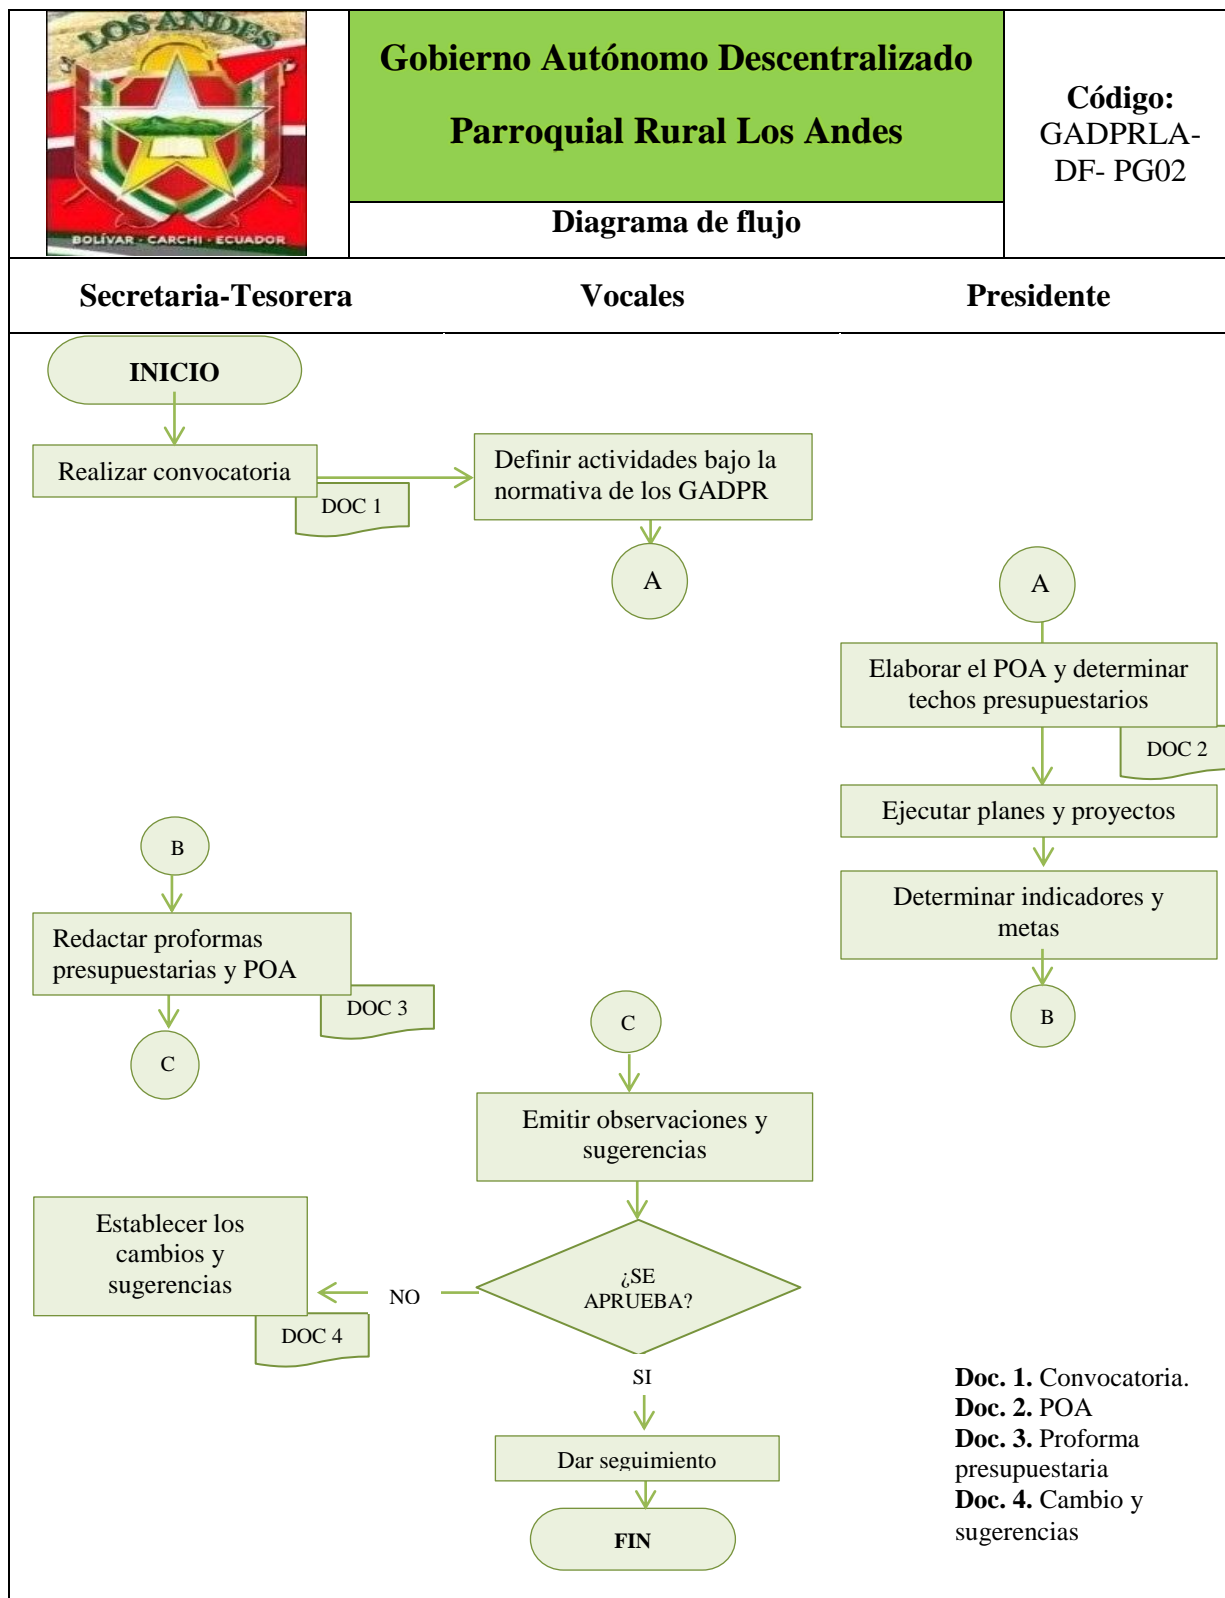 LOS ANDES
BOLÍVAR - CARCHI - ECUADOR
Gobierno Autónomo Descentralizado
Parroquial Rural Los Andes
Diagrama de flujo
Código:
GADPRLA-
DF- PG02
Secretaria-Tesorera
Vocales
Presidente
INICIO
Realizar convocatoria
DOC 1
Definir actividades bajo la
normativa de los GADPR
A
A
Elaborar el POA y determinar
techos presupuestarios
DOC 2
Ejecutar planes y proyectos
Determinar indicadores y
metas
B
B
Redactar proformas
presupuestarias y POA
DOC 3
C
C
Emitir observaciones y
sugerencias
¿SE
APRUEBA?
NO
Establecer los
cambios y
sugerencias
DOC 4
SI
Dar seguimiento
FIN
Doc. 1. Convocatoria.
Doc. 2. POA
Doc. 3. Proforma
presupuestaria
Doc. 4. Cambio y
sugerencias